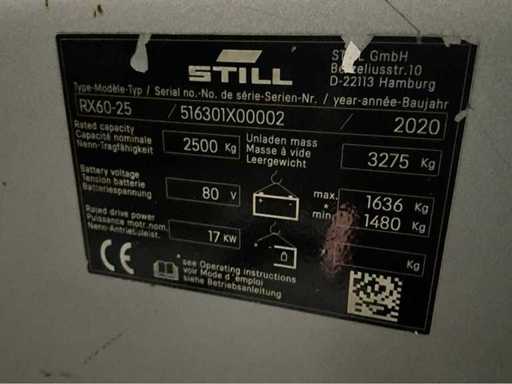 STILL
STILL GmbH
Berzeliusstr.10
D-22113 Hamburg
Type-Modèle-Typ / Serial no.-No. de série-Serien-Nr. / year-année-Baujahr
RX60-25 / 516301X00002 / 2020
Rated capacity
Capacité nominale
Nenn-Tragfähigkeit
2500 Kg
Unladen mass
Masse à vide
Leergewicht
3275 Kg
Battery voltage
Tension batterie
Batteriespannung
80 V
max. 1636 Kg
*
min. 1480 Kg
Rated drive power
Puissance motr.nom.
Nenn-Antriebsleist.
17 KW
Kg
CE
*see Operating instructions
voir Mode d'emploi
siehe Betriebsanleitung